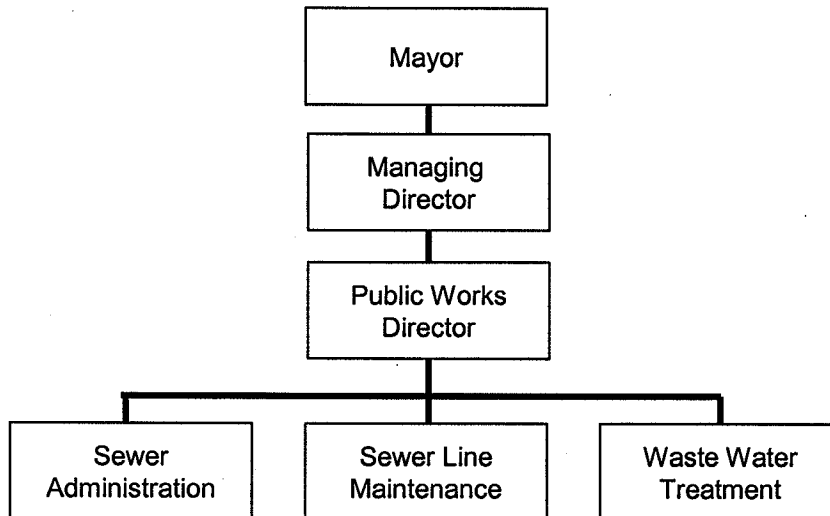 Mayor
Managing
Director
Public Works
Director
Sewer
Administration
Sewer Line
Maintenance
Waste Water
Treatment